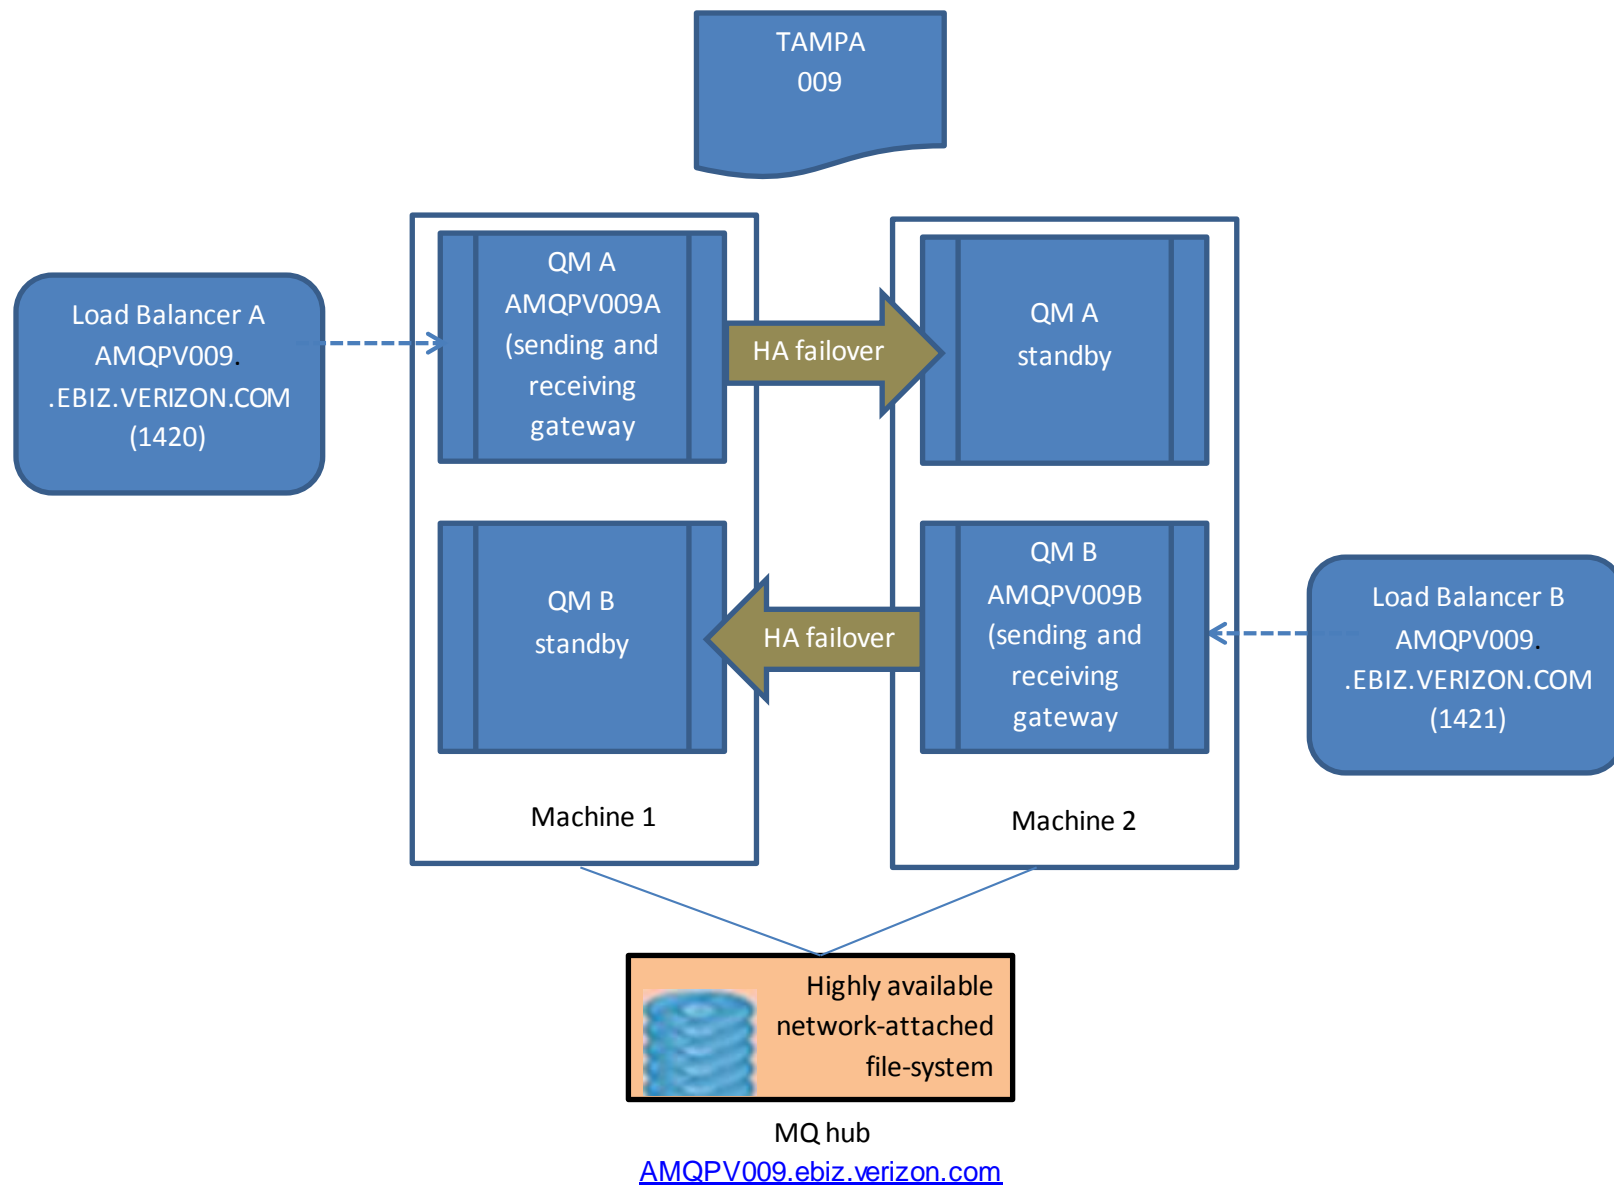 TAMPA
009
Load Balancer A
AMQPV009.
.EBIZ.VERIZON.COM
(1420)
QM A
AMQPV009A
(sending and
receiving
gateway
HA failover
QM A
standby
QM B
standby
HA failover
QM B
AMQPV009B
(sending and
receiving
gateway
Load Balancer B
AMQPV009.
.EBIZ.VERIZON.COM
(1421)
Machine 1
Machine 2
Highly available
network-attached
file-system
MQ hub
AMQPV009.ebiz.verizon.com